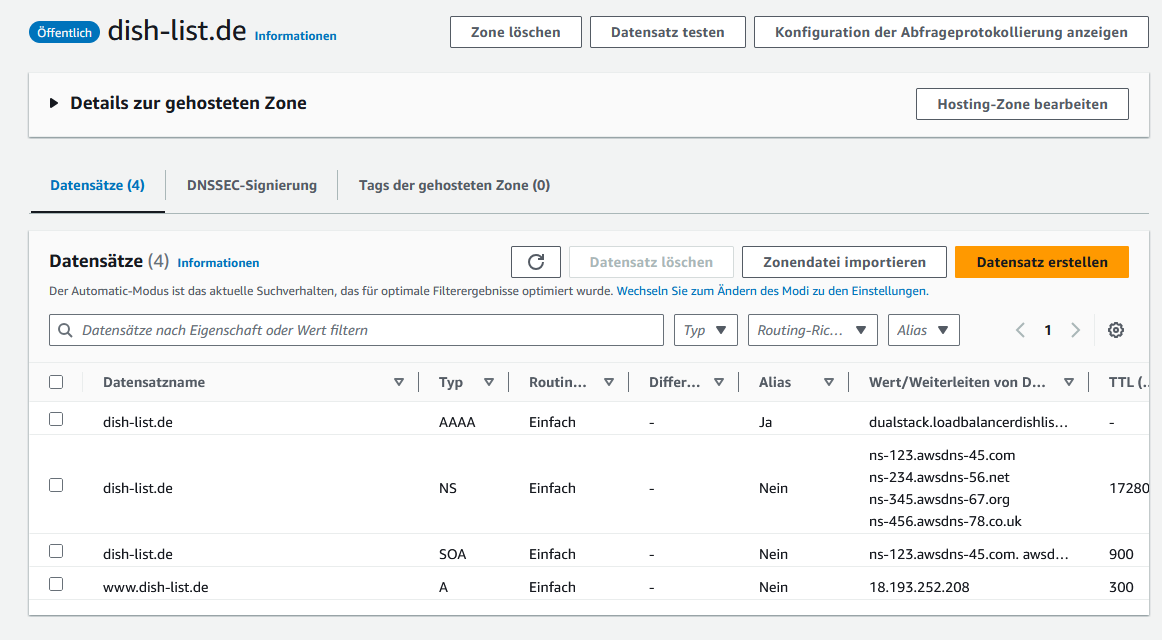 Öffentlich dish-list.de Informationen Zone löschen Datensatz testen Konfiguration der Abfrageprotokollierung anzeigen
Details zur gehosteten Zone Hosting-Zone bearbeiten
Datensätze (4) DNSSEC-Signierung Tags der gehosteten Zone (0)
Datensätze (4) Informationen Datensatz löschen Zonendatei importieren Datensatz erstellen
Der Automatic-Modus ist das aktuelle Suchverhalten, das für optimale Filterergebnisse optimiert wurde. Wechseln Sie zum Ändern des Modi zu den Einstellungen.
Datensätze nach Eigenschaft oder Wert filtern Typ Routing-Ric... Alias 1
Datensatzname Typ Routin... Differ... Alias Wert/Weiterleiten von D... TTL (...
dish-list.de AAAA Einfach - Ja dualstack.loadbalancerdishlis... -
ns-123.awsdns-45.com
ns-234.awsdns-56.net
dish-list.de NS Einfach - Nein 17280
ns-345.awsdns-67.org
ns-456.awsdns-78.co.uk
dish-list.de SOA Einfach - Nein ns-123.awsdns-45.com. awsd... 900
www.dish-list.de A Einfach - Nein 18.193.252.208 300